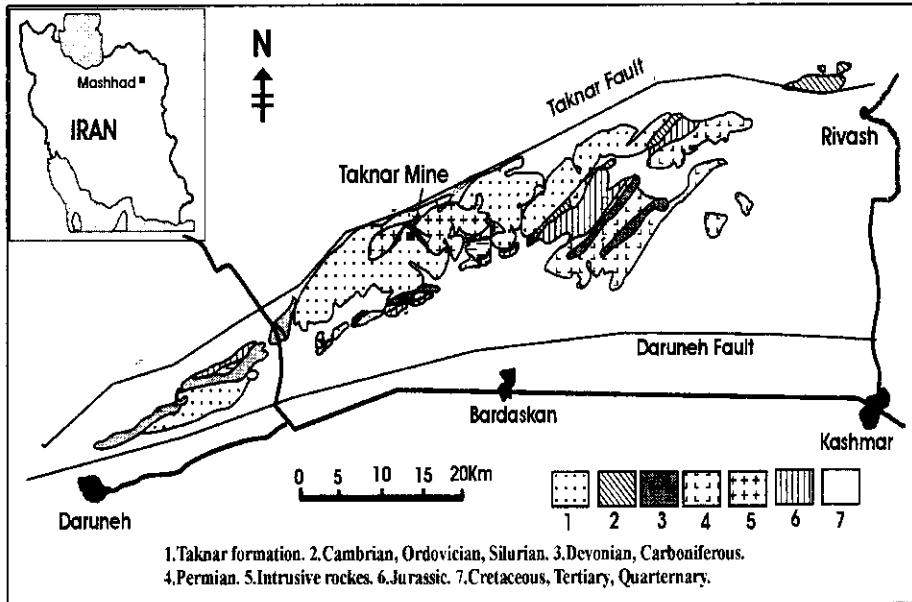 Mashhad
IRAN
N
Taknar Fault
Rivash
Taknar Mine
Daruneh Fault
Bardaskan
Kashmar
Daruneh
0 5 10 15 20Km
1 2 3 4 5 6 7
1.Taknar formation. 2.Cambrian, Ordovician, Silurian. 3.Devonian, Carboniferous.
4.Permian. 5.Intrusive rockes. 6.Jurassic. 7.Cretaceous, Tertiary, Quarternary.